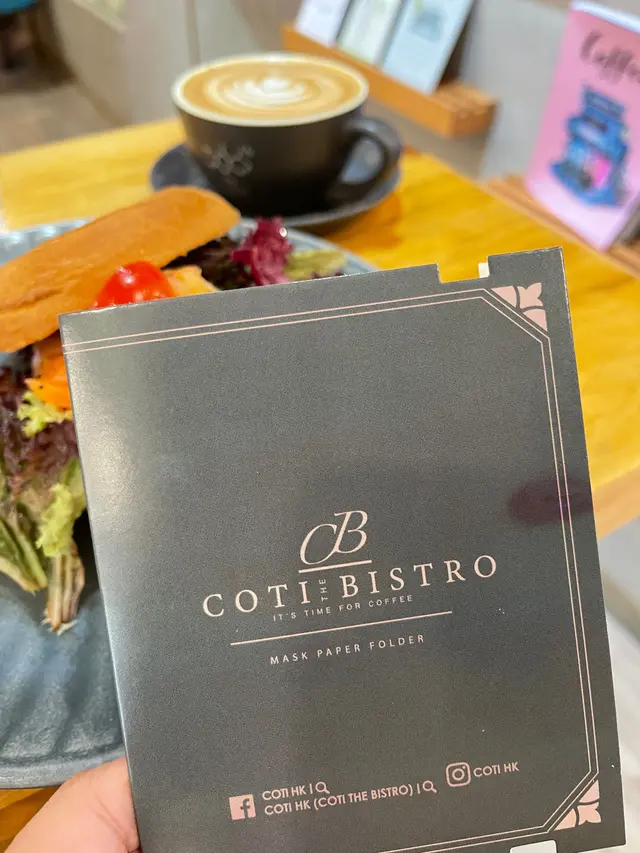 Coffee
CB
COTI THE BISTRO
IT'S TIME FOR COFFEE
MASK PAPER FOLDER
COTI HK |
COTI HK (COTI THE BISTRO) |
COTI HK